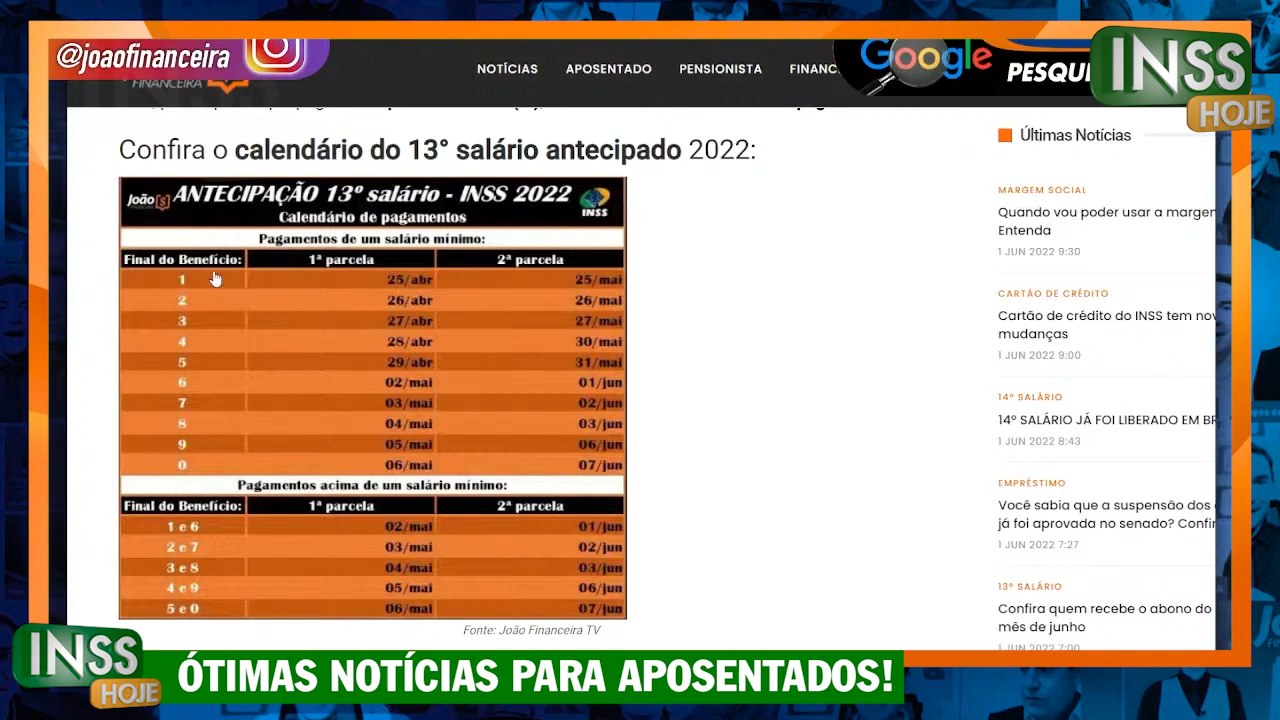 @joaofinanceira
FINANCEIRA
NOTÍCIAS APOSENTADO PENSIONISTA FINANC
Google
PESQUI
INSS
HOJE
Confira o calendário do 13° salário antecipado 2022:
João[$] ANTECIPAÇÃO 13º salário - INSS 2022
INSS
Calendário de pagamentos
Pagamentos de um salário mínimo:
Final do Benefício: 1ª parcela 2ª parcela
1 25/abr 25/mai
2 26/abr 26/mai
3 27/abr 27/mai
4 28/abr 30/mai
5 29/abr 31/mai
6 02/mai 01/jun
7 03/mai 02/jun
8 04/mai 03/jun
9 05/mai 06/jun
0 06/mai 07/jun
Pagamentos acima de um salário mínimo:
Final do Benefício: 1ª parcela 2ª parcela
1 e 6 02/mai 01/jun
2 e 7 03/mai 02/jun
3 e 8 04/mai 03/jun
4 e 9 05/mai 06/jun
5 e 0 06/mai 07/jun
Fonte: João Financeira TV
Últimas Notícias
MARGEM SOCIAL
Quando vou poder usar a margem
Entenda
1 JUN 2022 9:30
CARTÃO DE CRÉDITO
Cartão de crédito do INSS tem nov
mudanças
1 JUN 2022 9:00
14º SALÁRIO
14º SALÁRIO JÁ FOI LIBERADO EM BR
1 JUN 2022 8:43
EMPRÉSTIMO
Você sabia que a suspensão dos
já foi aprovada no senado? Confir
1 JUN 2022 7:27
13º SALÁRIO
Confira quem recebe o abono do
mês de junho
1 JUN 2022 7:00
INSS
HOJE
ÓTIMAS NOTÍCIAS PARA APOSENTADOS!